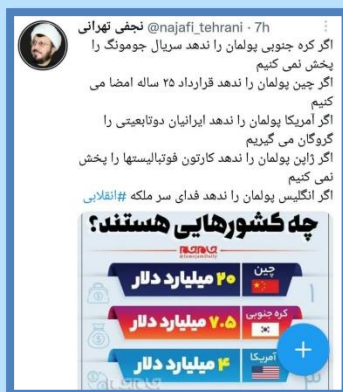 نجفی تهرانی @najafi_tehrani · 7h
اگر کره جنوبی پولمان را ندهد سریال جومونگ را
پخش نمی کنیم
اگر چین پولمان را ندهد قرارداد ۲۵ ساله امضا می
کنیم
اگر آمریکا پولمان را ندهد ایرانیان دوتابعیتی را
گروگان می گیریم
اگر ژاپن پولمان را ندهد کارتون فوتبالیستها را پخش
نمی کنیم
اگر انگلیس پولمان را ندهد فدای سر ملکه #انقلابی
چه کشورهایی هستند؟
چین
۲۰ میلیارد دلار
کره جنوبی
۷.۵ میلیارد دلار
آمریکا
۴ میلیارد دلار